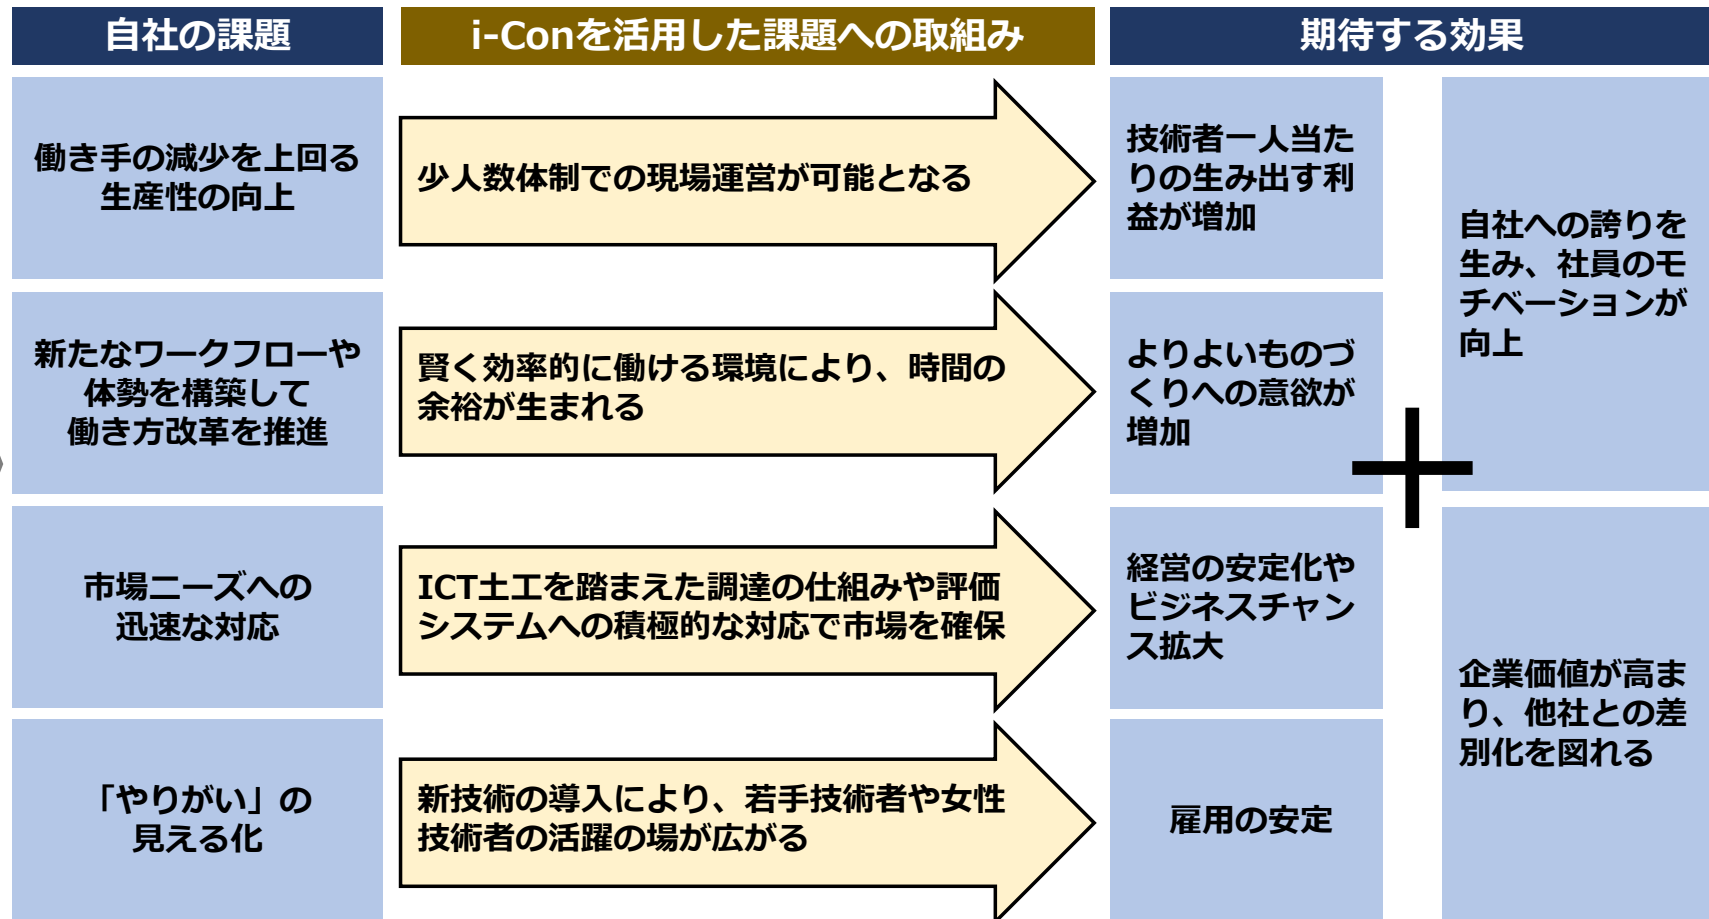 自社の課題
i-Conを活用した課題への取組み
期待する効果
働き手の減少を上回る
生産性の向上
少人数体制での現場運営が可能となる
技術者一人当た
りの生み出す利
益が増加
自社への誇りを
生み、社員のモ
チベーションが
向上
新たなワークフローや
体勢を構築して
働き方改革を推進
賢く効率的に働ける環境により、時間の
余裕が生まれる
よりよいものづ
くりへの意欲が
増加
市場ニーズへの
迅速な対応
ICT土工を踏まえた調達の仕組みや評価
システムへの積極的な対応で市場を確保
経営の安定化や
ビジネスチャン
ス拡大
企業価値が高ま
り、他社との差
別化を図れる
「やりがい」の
見える化
新技術の導入により、若手技術者や女性
技術者の活躍の場が広がる
雇用の安定